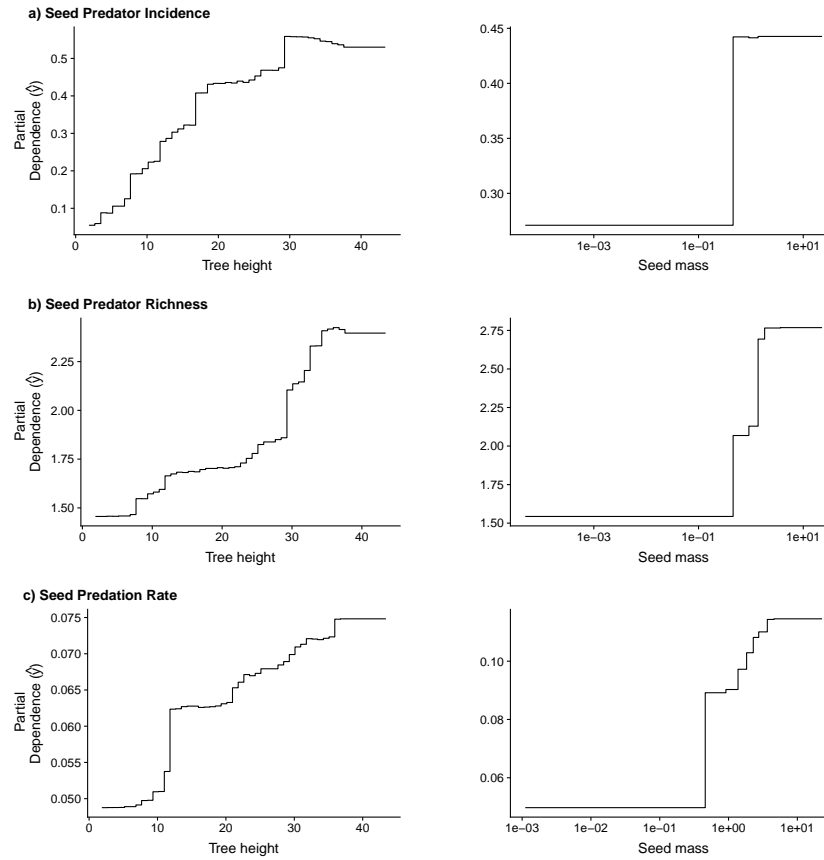 a) Seed Predator Incidence
Partial
Dependence (ŷ)
0.5
0.4
0.3
0.2
0.1
0 10 20 30 40
Tree height
0.45
0.40
0.35
0.30
1e−03 1e−01 1e+01
Seed mass
b) Seed Predator Richness
Partial
Dependence (ŷ)
2.25
2.00
1.75
1.50
0 10 20 30 40
Tree height
2.75
2.50
2.25
2.00
1.75
1.50
1e−03 1e−01 1e+01
Seed mass
c) Seed Predation Rate
Partial
Dependence (ŷ)
0.075
0.070
0.065
0.060
0.055
0.050
0 10 20 30 40
Tree height
0.10
0.08
0.06
1e−03 1e−02 1e−01 1e+00 1e+01
Seed mass